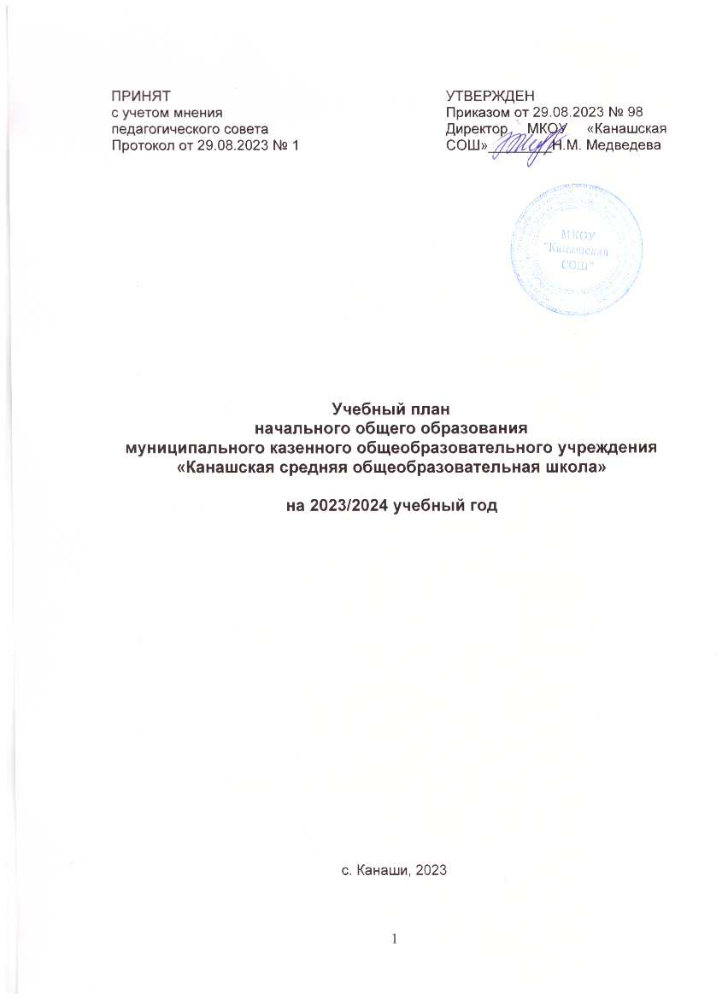 ПРИНЯТ
с учетом мнения
педагогического совета
Протокол от 29.08.2023 № 1
УТВЕРЖДЕН
Приказом от 29.08.2023 № 98
Директор МКОУ «Канашская
СОШ»________Н.М. Медведева
МКОУ
"Канашская
СОШ"
Учебный план
начального общего образования
муниципального казенного общеобразовательного учреждения
«Канашская средняя общеобразовательная школа»
на 2023/2024 учебный год
с. Канаши, 2023
1